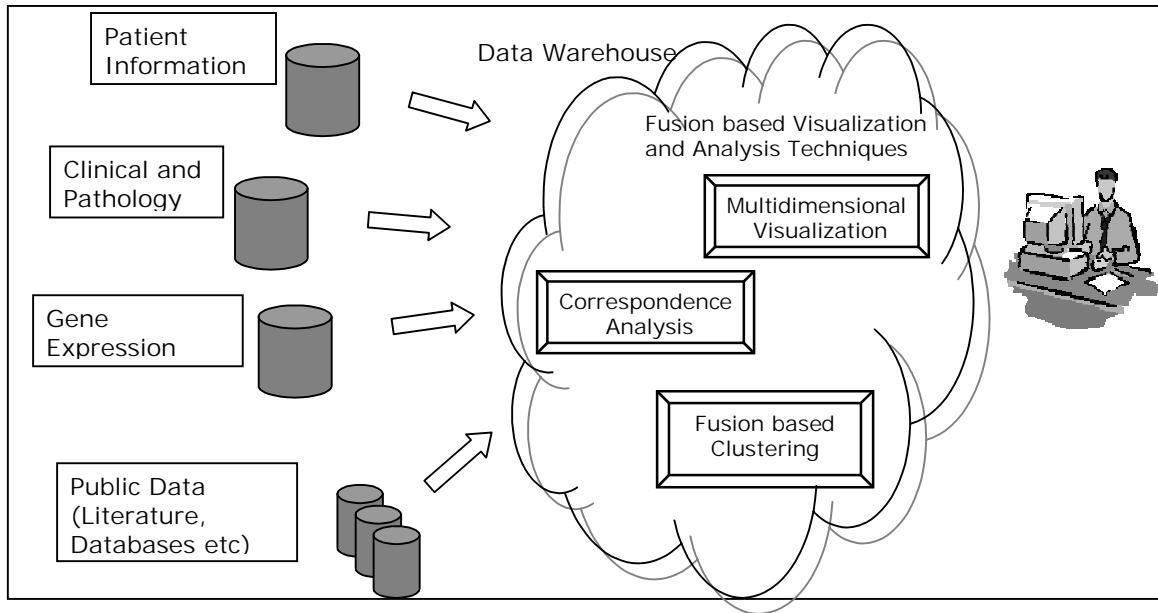 Patient
Information
Data Warehouse
Fusion based Visualization
and Analysis Techniques
Clinical and
Pathology
Multidimensional
Visualization
Gene
Expression
Correspondence
Analysis
Fusion based
Clustering
Public Data
(Literature,
Databases etc)